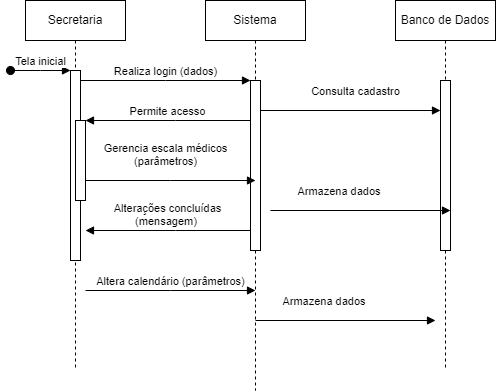 Secretaria
Sistema
Banco de Dados
Tela inicial
Realiza login (dados)
Consulta cadastro
Permite acesso
Gerencia escala médicos
(parâmetros)
Armazena dados
Alterações concluídas
(mensagem)
Altera calendário (parâmetros)
Armazena dados